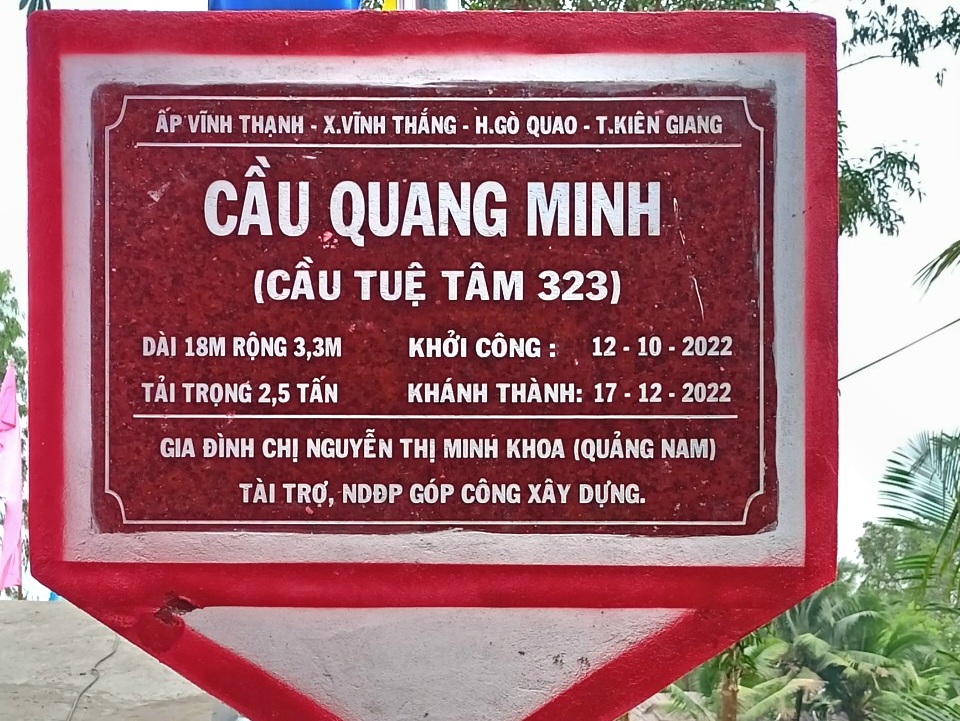 ẤP VĨNH THẠNH - X.VĨNH THẮNG - H.GÒ QUAO - T.KIÊN GIANG
CẦU QUANG MINH
(CẦU TUỆ TÂM 323)
DÀI 18M RỘNG 3,3M KHỞI CÔNG : 12 - 10 - 2022
TẢI TRỌNG 2,5 TẤN KHÁNH THÀNH: 17 - 12 - 2022
GIA ĐÌNH CHỊ NGUYỄN THỊ MINH KHOA (QUẢNG NAM)
TÀI TRỢ, NDĐP GÓP CÔNG XÂY DỰNG.